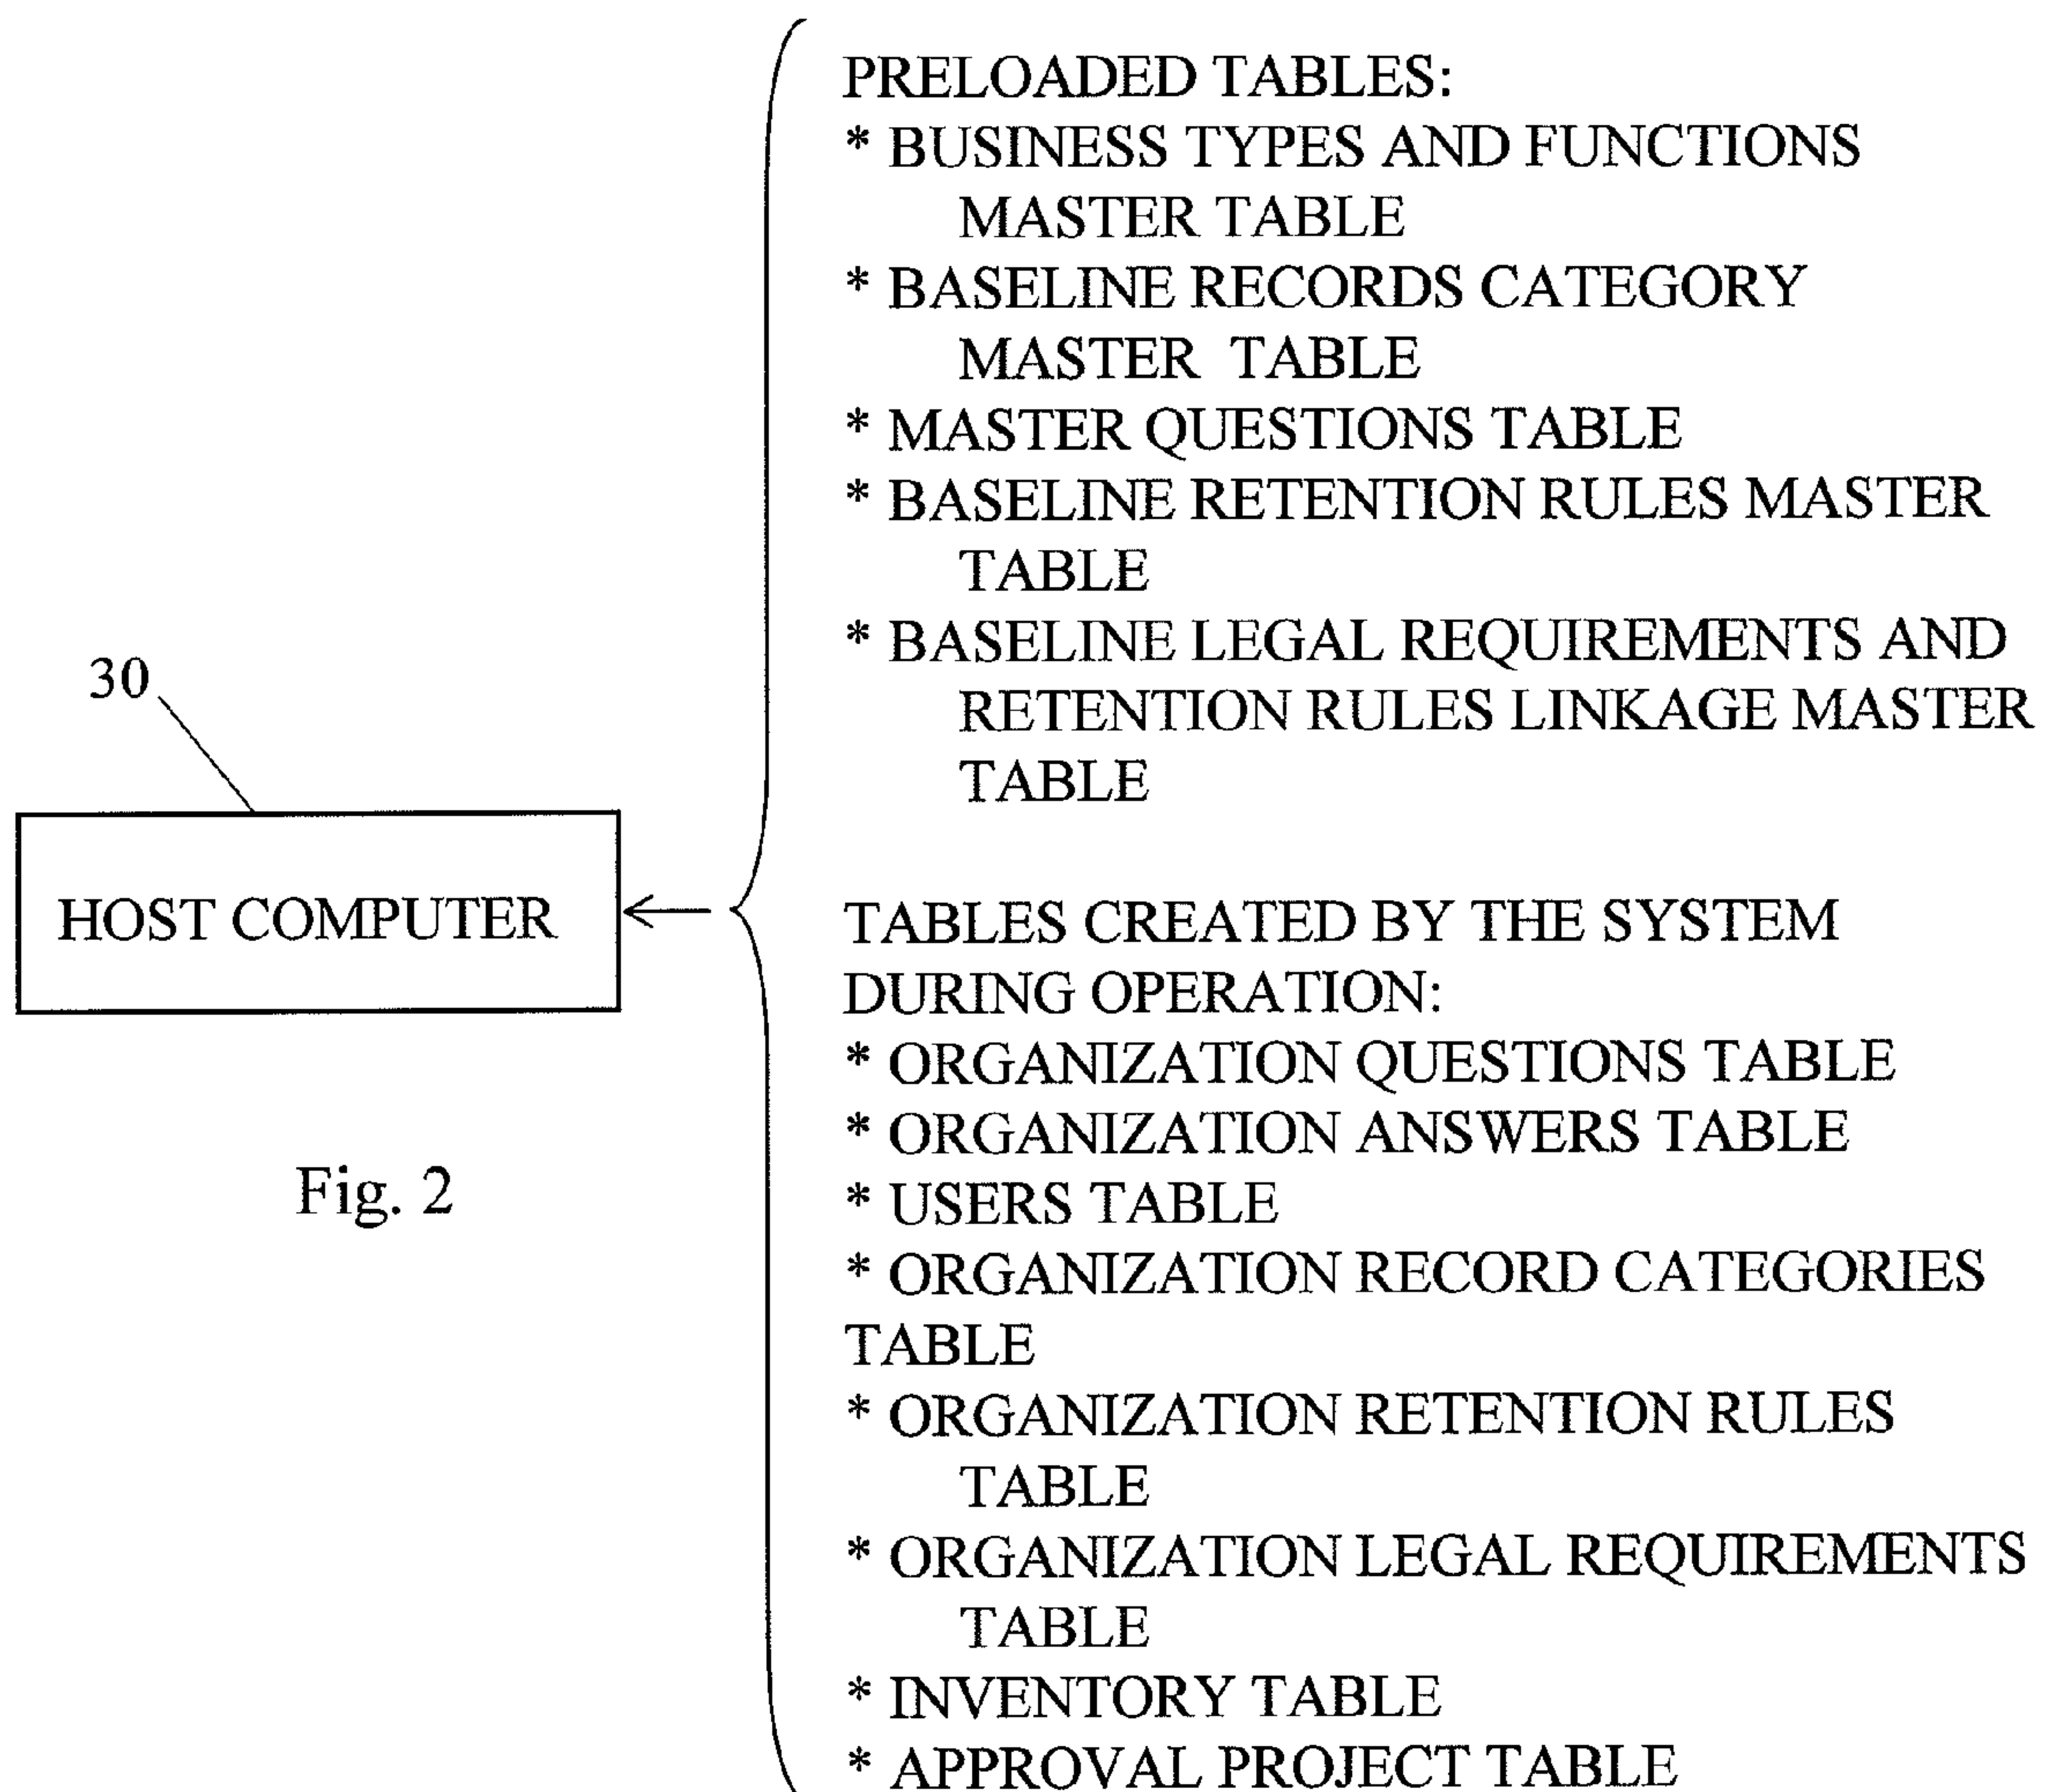 PRELOADED TABLES:
* BUSINESS TYPES AND FUNCTIONS
MASTER TABLE
* BASELINE RECORDS CATEGORY
MASTER TABLE
* MASTER QUESTIONS TABLE
* BASELINE RETENTION RULES MASTER
TABLE
* BASELINE LEGAL REQUIREMENTS AND
RETENTION RULES LINKAGE MASTER
TABLE
30
HOST COMPUTER
Fig. 2
TABLES CREATED BY THE SYSTEM
DURING OPERATION:
* ORGANIZATION QUESTIONS TABLE
* ORGANIZATION ANSWERS TABLE
* USERS TABLE
* ORGANIZATION RECORD CATEGORIES
TABLE
* ORGANIZATION RETENTION RULES
TABLE
* ORGANIZATION LEGAL REQUIREMENTS
TABLE
* INVENTORY TABLE
* APPROVAL PROJECT TABLE